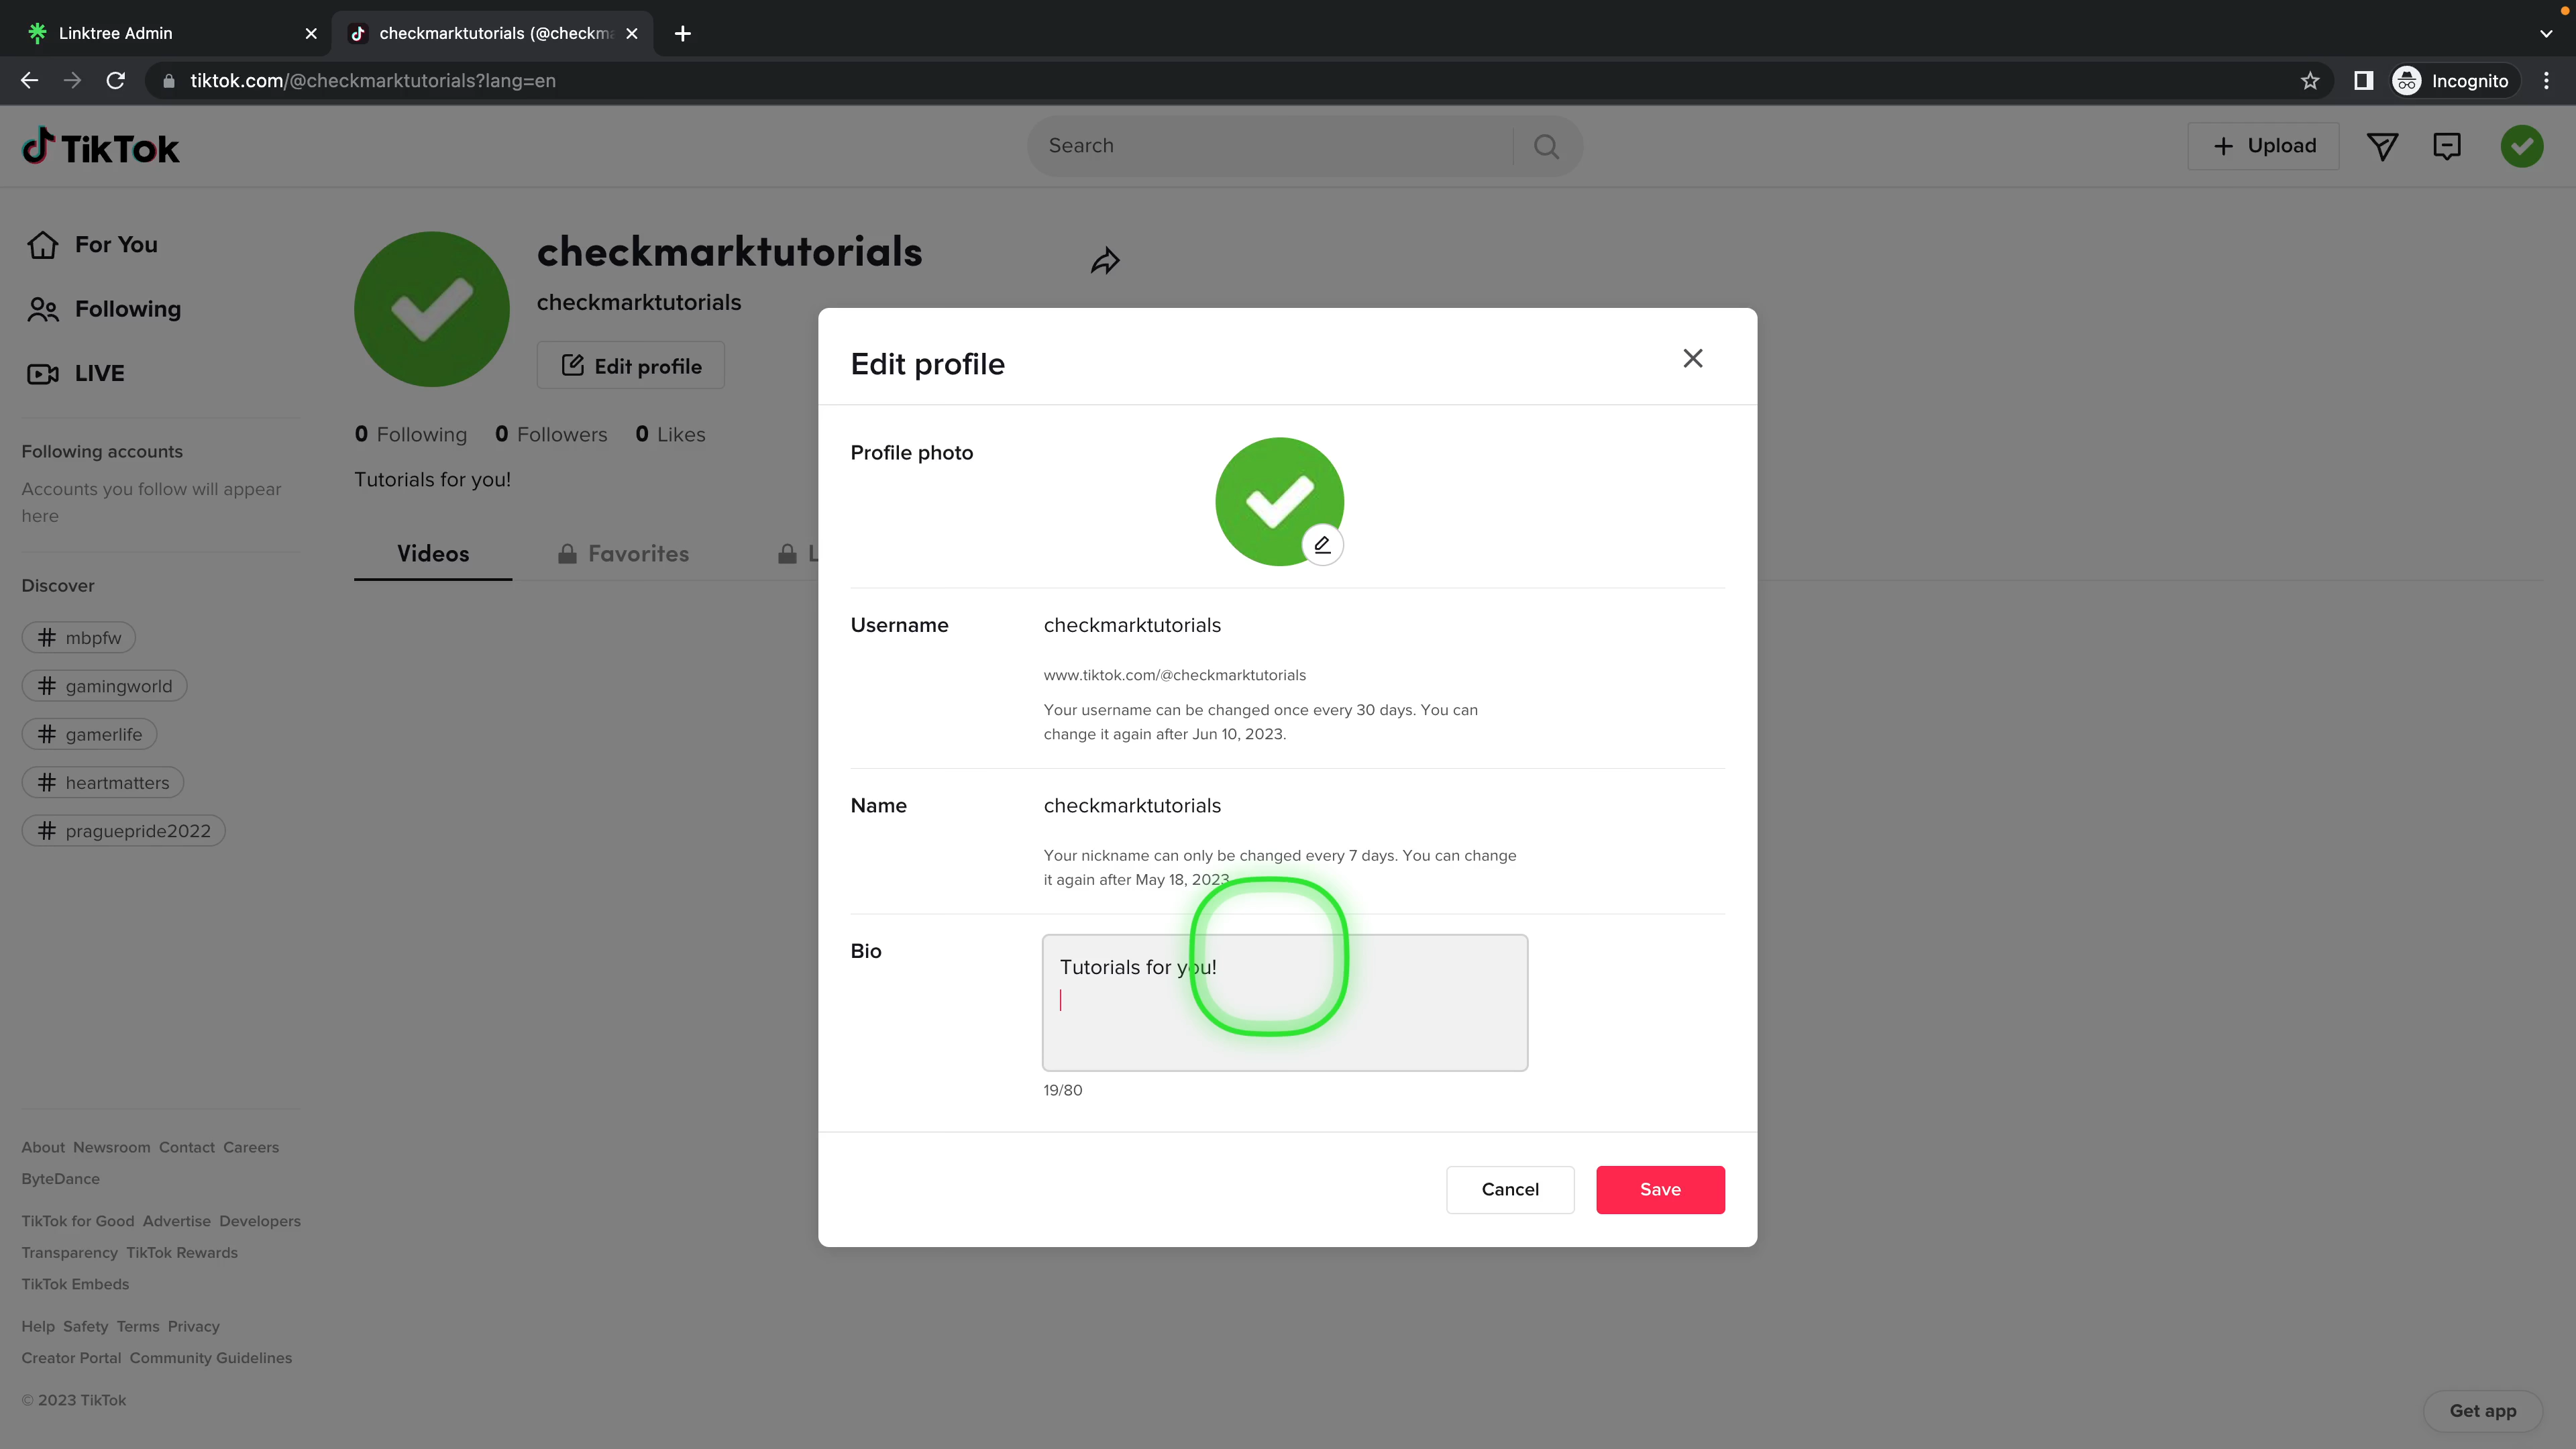 Linktree Admin
checkmarktutorials (@checkma
tiktok.com/@checkmarktutorials?lang=en
Incognito
TikTok
Search
Upload
For You
Following
LIVE
Following accounts
Accounts you follow will appear
here
Discover
# mbpfw
# gamingworld
# gamerlife
# heartmatters
# praguepride2022
About Newsroom Contact Careers
ByteDance
TikTok for Good Advertise Developers
Transparency TikTok Rewards
TikTok Embeds
Help Safety Terms Privacy
Creator Portal Community Guidelines
© 2023 TikTok
checkmarktutorials
checkmarktutorials
Edit profile
0 Following 0 Followers 0 Likes
Tutorials for you!
Videos
Favorites
L
Edit profile
Profile photo
Username
checkmarktutorials
www.tiktok.com/@checkmarktutorials
Your username can be changed once every 30 days. You can
change it again after Jun 10, 2023.
Name
checkmarktutorials
Your nickname can only be changed every 7 days. You can change
it again after May 18, 2023.
Bio
Tutorials for you!
19/80
Cancel
Save
Get app